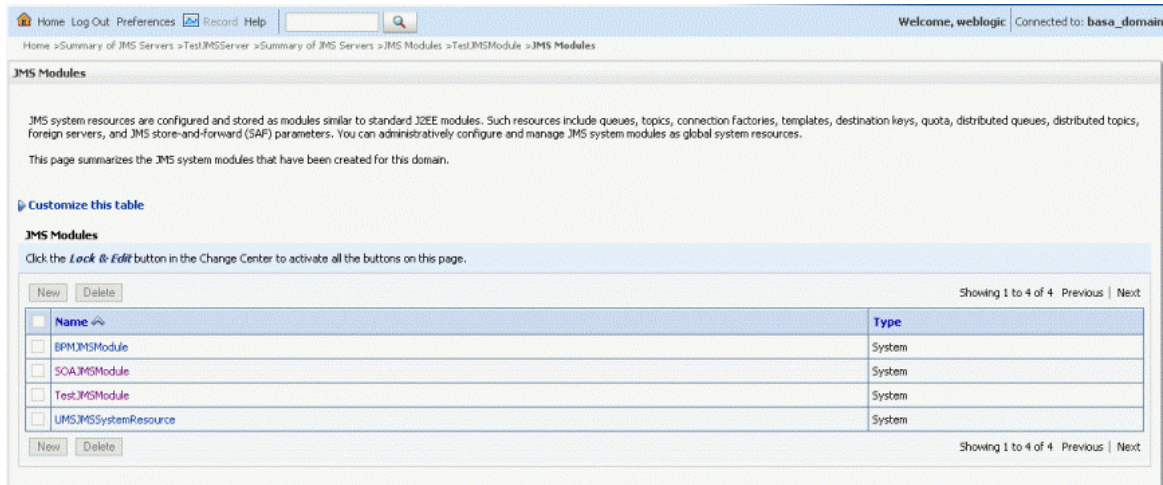 Home Log Out Preferences Record Help
Welcome, weblogic Connected to: basa_domain
Home >Summary of JMS Servers >TestJMSServer >Summary of JMS Servers >JMS Modules >TestJMSModule >JMS Modules
JMS Modules
JMS system resources are configured and stored as modules similar to standard J2EE modules. Such resources include queues, topics, connection factories, templates, destination keys, quota, distributed queues, distributed topics,
foreign servers, and JMS store-and-forward (SAF) parameters. You can administratively configure and manage JMS system modules as global system resources.
This page summarizes the JMS system modules that have been created for this domain.
Customize this table
JMS Modules
Click the Lock & Edit button in the Change Center to activate all the buttons on this page.
New Delete Showing 1 to 4 of 4 Previous | Next
Name Type
BPMJMSModule System
SOAJMSModule System
TestJMSModule System
UMSJMSSystemResource System
New Delete Showing 1 to 4 of 4 Previous | Next